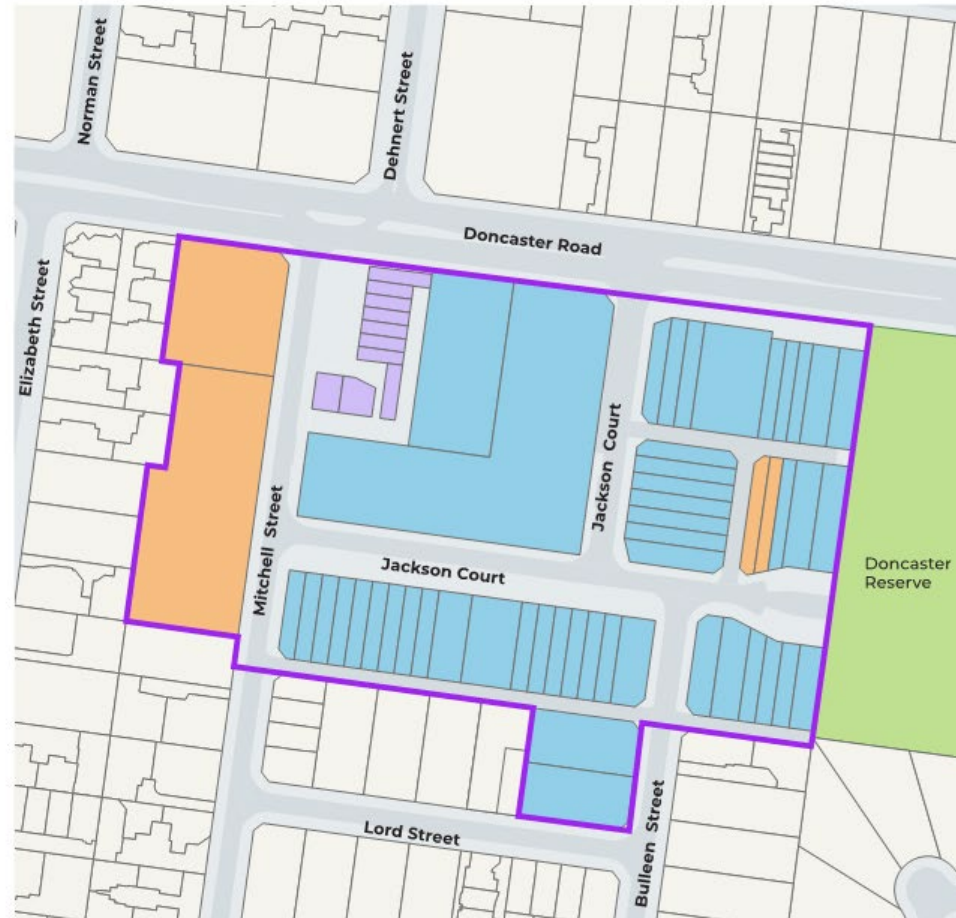 Norman Street
Dehnert Street
Doncaster Road
Elizabeth Street
Jackson Court
Mitchell Street
Jackson Court
Doncaster
Reserve
Lord Street
Bulleen Street